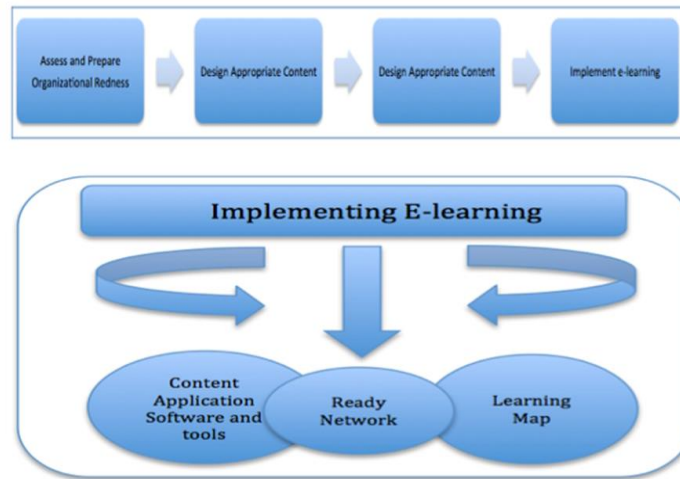 Assess and Prepare
Organizational Redness
Design Appropriate Content
Design Appropriate Content
Implement e-learning
Implementing E-learning
Content
Application
Software and
tools
Ready
Network
Learning
Map